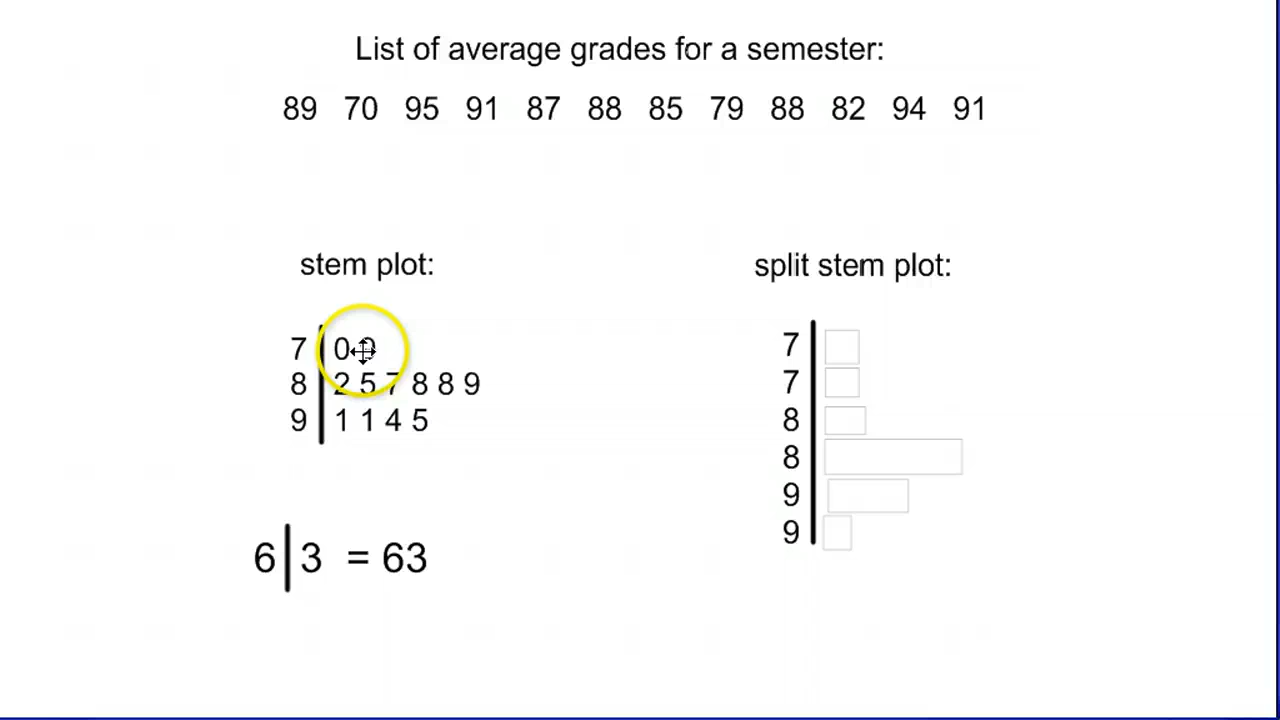 List of average grades for a semester:
89 70 95 91 87 88 85 79 88 82 94 91
stem plot:
7 | 0 9
8 | 2 5 7 8 8 9
9 | 1 1 4 5
6 | 3 = 63
split stem plot:
7 |
7 |
8 |
8 |
9 |
9 |